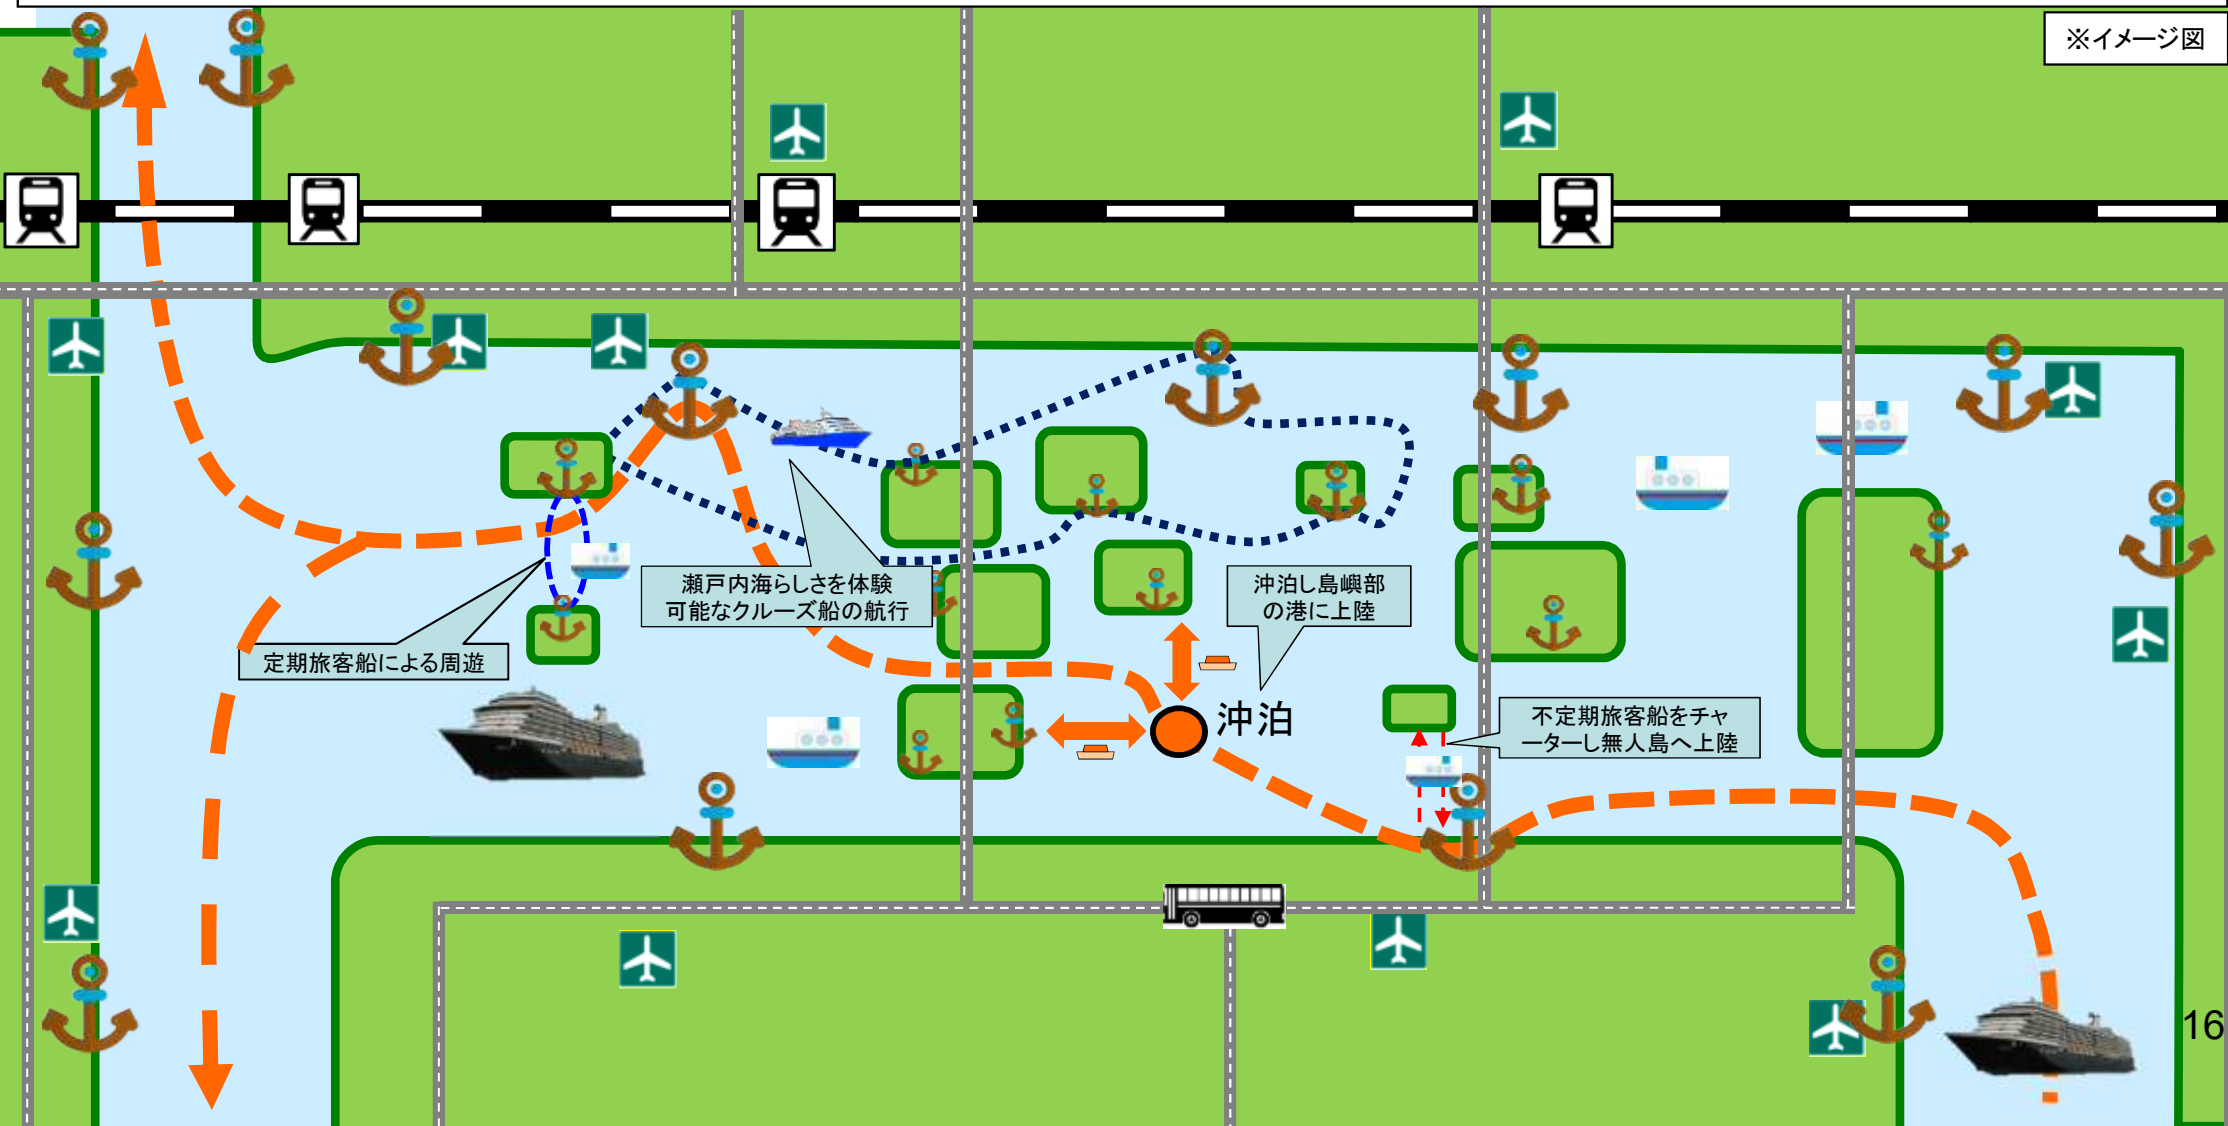 ※イメージ図
瀬戸内海らしさを体験
可能なクルーズ船の航行
沖泊し島嶼部
の港に上陸
定期旅客船による周遊
沖泊
不定期旅客船をチャ
ーターし無人島へ上陸
16